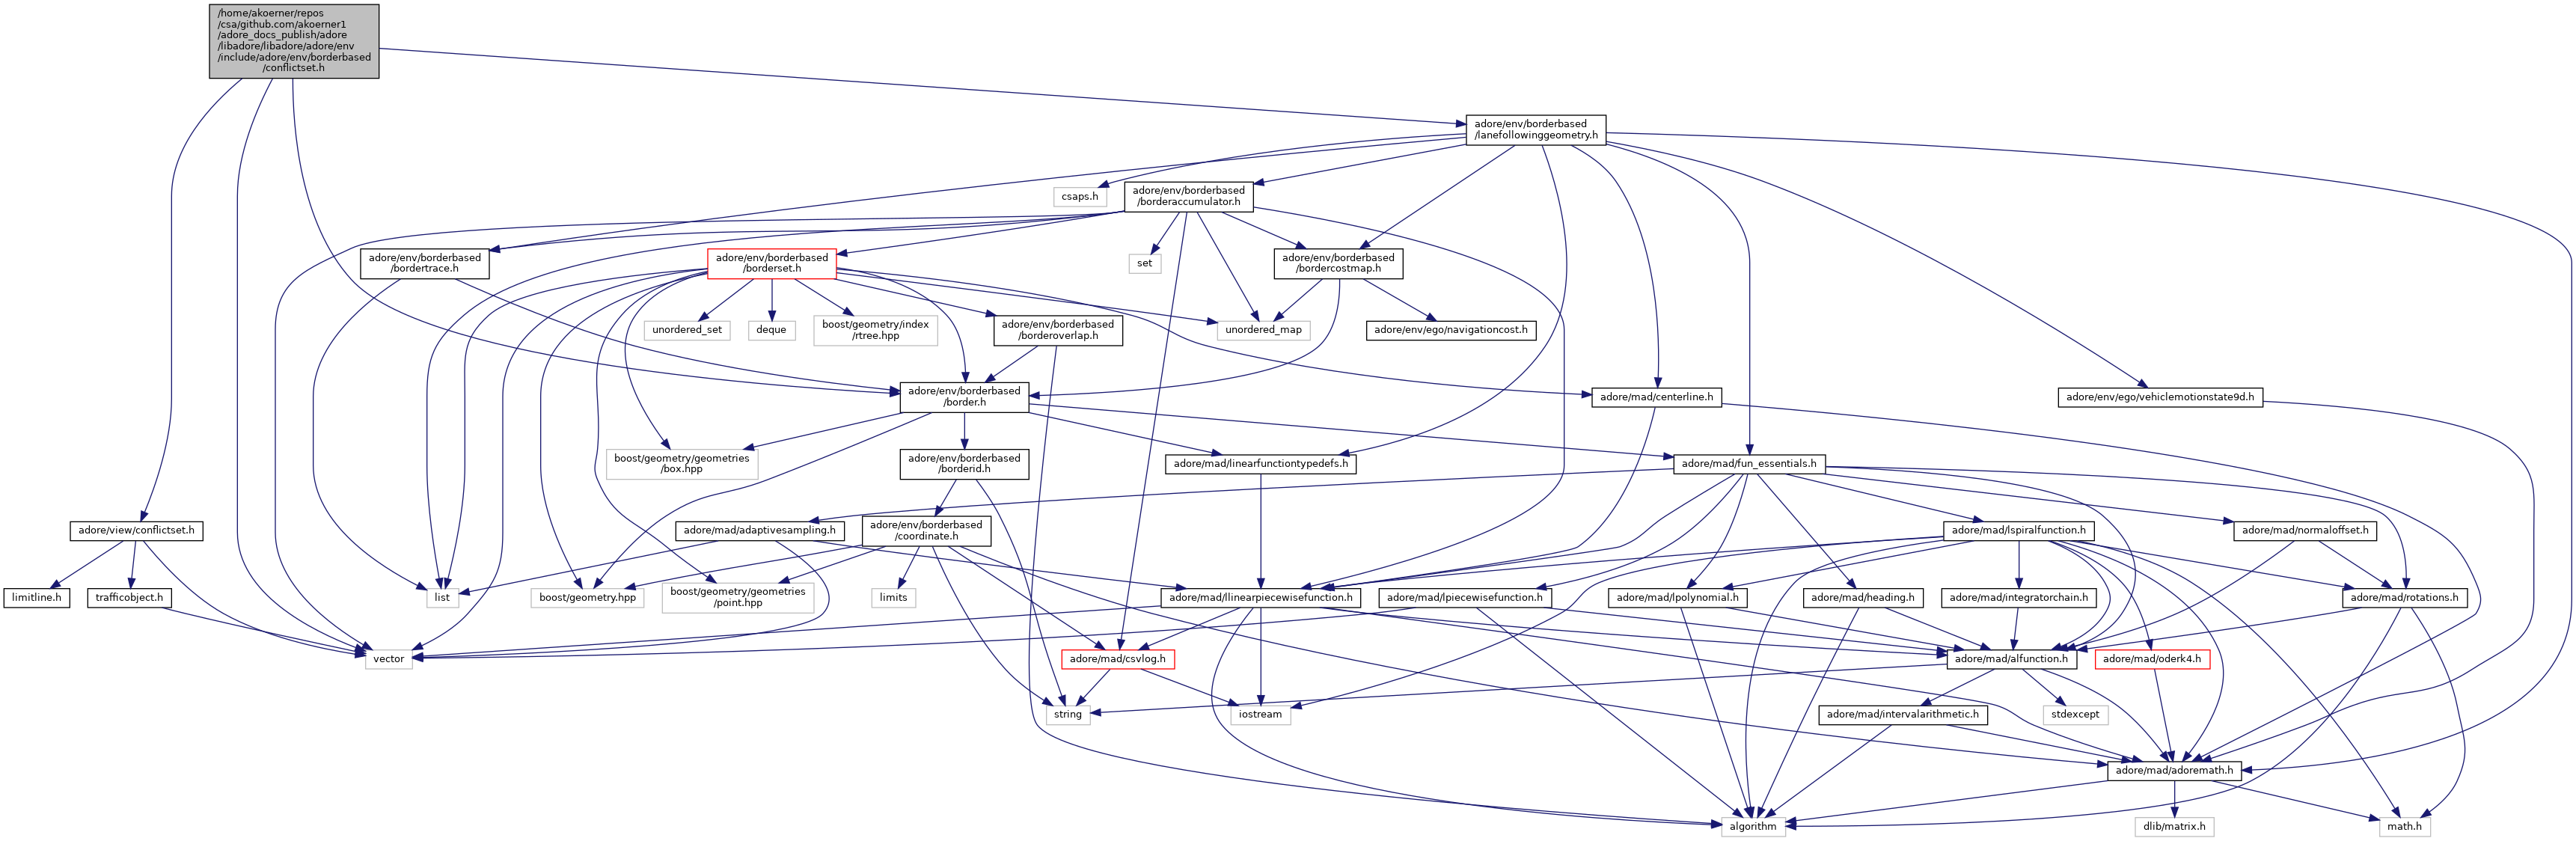 /home/akoerner/repos
/csa/github.com/akoerner1
/adore_docs_publish/adore
/libadore/libadore/adore/env
/include/adore/env/borderbased
/conflictset.h
adore/env/borderbased
/lanefollowinggeometry.h
csaps.h
adore/env/borderbased
/borderaccumulator.h
adore/env/borderbased
/bordertrace.h
adore/env/borderbased
/borderset.h
set
adore/env/borderbased
/bordercostmap.h
unordered_set
deque
boost/geometry/index
/rtree.hpp
adore/env/borderbased
/borderoverlap.h
unordered_map
adore/env/ego/navigationcost.h
adore/env/borderbased
/border.h
adore/mad/centerline.h
adore/env/ego/vehiclemotionstate9d.h
boost/geometry/geometries
/box.hpp
adore/env/borderbased
/borderid.h
adore/mad/linearfunctiontypedefs.h
adore/mad/fun_essentials.h
adore/view/conflictset.h
adore/mad/adaptivesampling.h
adore/env/borderbased
/coordinate.h
adore/mad/lspiralfunction.h
adore/mad/normaloffset.h
limitline.h
trafficobject.h
list
boost/geometry.hpp
boost/geometry/geometries
/point.hpp
limits
adore/mad/llinearpiecewisefunction.h
adore/mad/lpiecewisefunction.h
adore/mad/lpolynomial.h
adore/mad/heading.h
adore/mad/integratorchain.h
adore/mad/rotations.h
vector
adore/mad/csvlog.h
adore/mad/alfunction.h
adore/mad/oderk4.h
string
iostream
adore/mad/intervalarithmetic.h
stdexcept
adore/mad/adoremath.h
algorithm
dlib/matrix.h
math.h